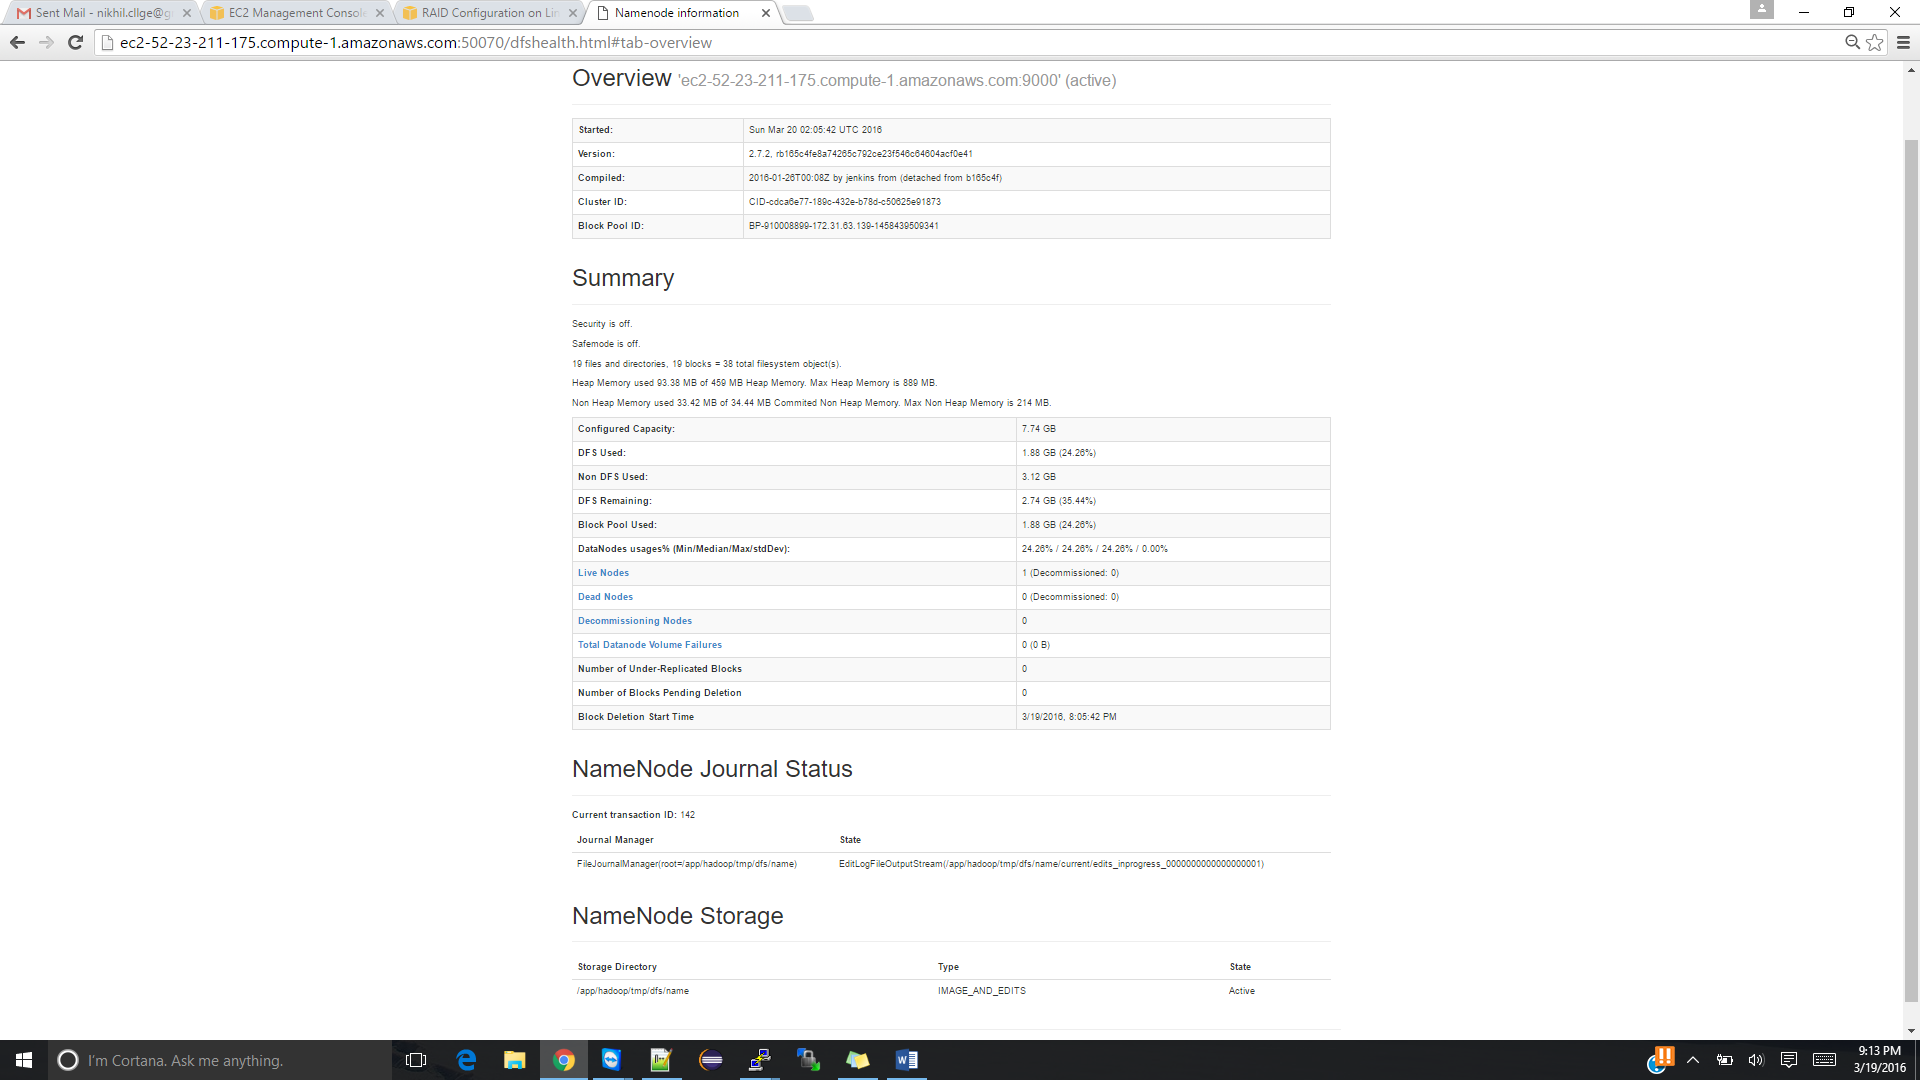 Sent Mail - nikhil.cllge@g
EC2 Management Console
RAID Configuration on Lin
Namenode information
ec2-52-23-211-175.compute-1.amazonaws.com:50070/dfshealth.html#tab-overview
Overview 'ec2-52-23-211-175.compute-1.amazonaws.com:9000' (active)
Started: Sun Mar 20 02:05:42 UTC 2016
Version: 2.7.2, rb165c4fe8a74265c792ce23f546c64604acf0e41
Compiled: 2016-01-26T00:08Z by jenkins from (detached from b165c4f)
Cluster ID: CID-cdca6e77-189c-432e-b78d-c50625e91873
Block Pool ID: BP-910008899-172.31.63.139-1458439509341
Summary
Security is off.
Safemode is off.
19 files and directories, 19 blocks = 38 total filesystem object(s).
Heap Memory used 93.38 MB of 459 MB Heap Memory. Max Heap Memory is 889 MB.
Non Heap Memory used 33.42 MB of 34.44 MB Commited Non Heap Memory. Max Non Heap Memory is 214 MB.
Configured Capacity: 7.74 GB
DFS Used: 1.88 GB (24.26%)
Non DFS Used: 3.12 GB
DFS Remaining: 2.74 GB (35.44%)
Block Pool Used: 1.88 GB (24.26%)
DataNodes usages% (Min/Median/Max/stdDev): 24.26% / 24.26% / 24.26% / 0.00%
Live Nodes 1 (Decommissioned: 0)
Dead Nodes 0 (Decommissioned: 0)
Decommissioning Nodes 0
Total Datanode Volume Failures 0 (0 B)
Number of Under-Replicated Blocks 0
Number of Blocks Pending Deletion 0
Block Deletion Start Time 3/19/2016, 8:05:42 PM
NameNode Journal Status
Current transaction ID: 142
Journal Manager State
FileJournalManager(root=/app/hadoop/tmp/dfs/name) EditLogFileOutputStream(/app/hadoop/tmp/dfs/name/current/edits_inprogress_0000000000000000001)
NameNode Storage
Storage Directory Type State
/app/hadoop/tmp/dfs/name IMAGE_AND_EDITS Active
I'm Cortana. Ask me anything.
9:13 PM
3/19/2016